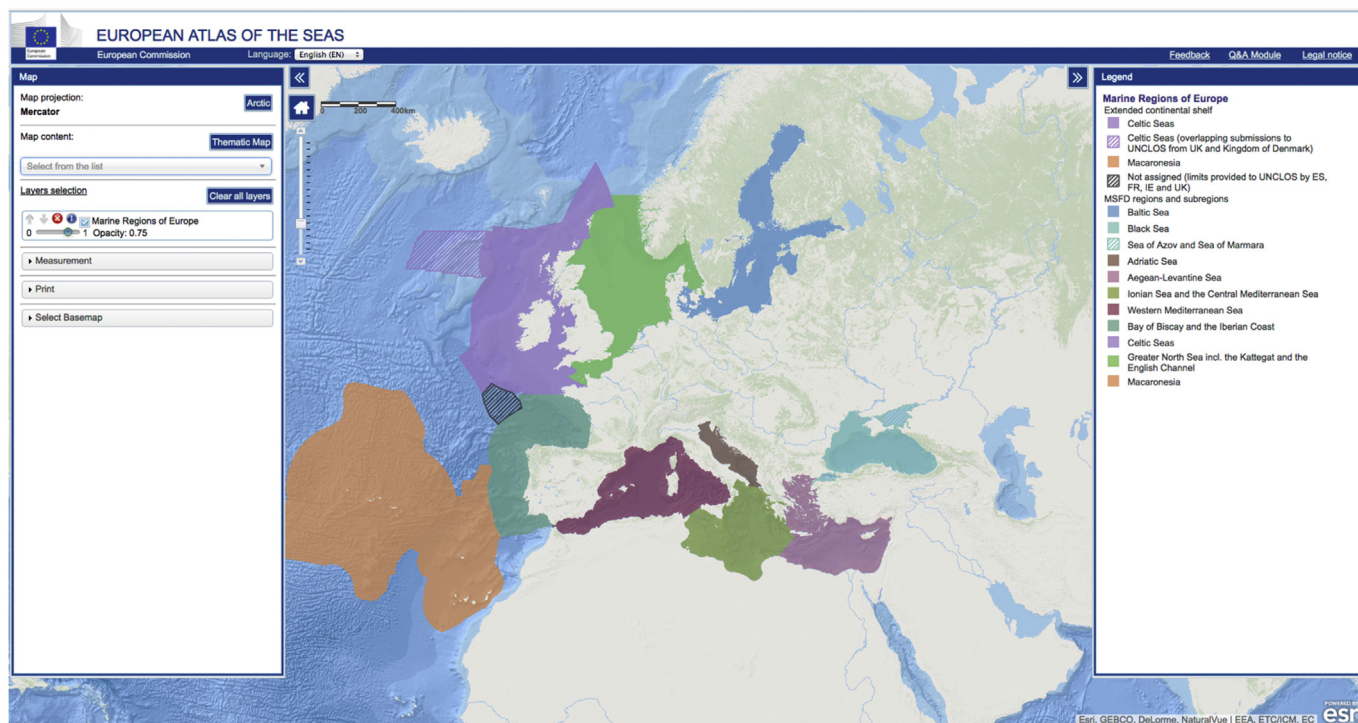 EUROPEAN ATLAS OF THE SEAS
European Commission
European Commission
Language: English (EN)
Feedback
Q&A Module
Legal notice
Map
Map projection:
Mercator
Arctic
Map content:
Thematic Map
Select from the list
Layers selection
Clear all layers
Marine Regions of Europe
0 1 Opacity: 0.75
Measurement
Print
Select Basemap
0 200 400km
Legend
Marine Regions of Europe
Extended continental shelf
Celtic Seas
Celtic Seas (overlapping submissions to
UNCLOS from UK and Kingdom of Denmark)
Macaronesia
Not assigned (limits provided to UNCLOS by ES,
FR, IE and UK)
MSFD regions and subregions
Baltic Sea
Black Sea
Sea of Azov and Sea of Marmara
Adriatic Sea
Aegean-Levantine Sea
Ionian Sea and the Central Mediterranean Sea
Western Mediterranean Sea
Bay of Biscay and the Iberian Coast
Celtic Seas
Greater North Sea incl. the Kattegat and the
English Channel
Macaronesia
Esri, GEBCO, DeLorme, NaturalVue | EEA, ETC/ICM, EC
POWERED BY
esri